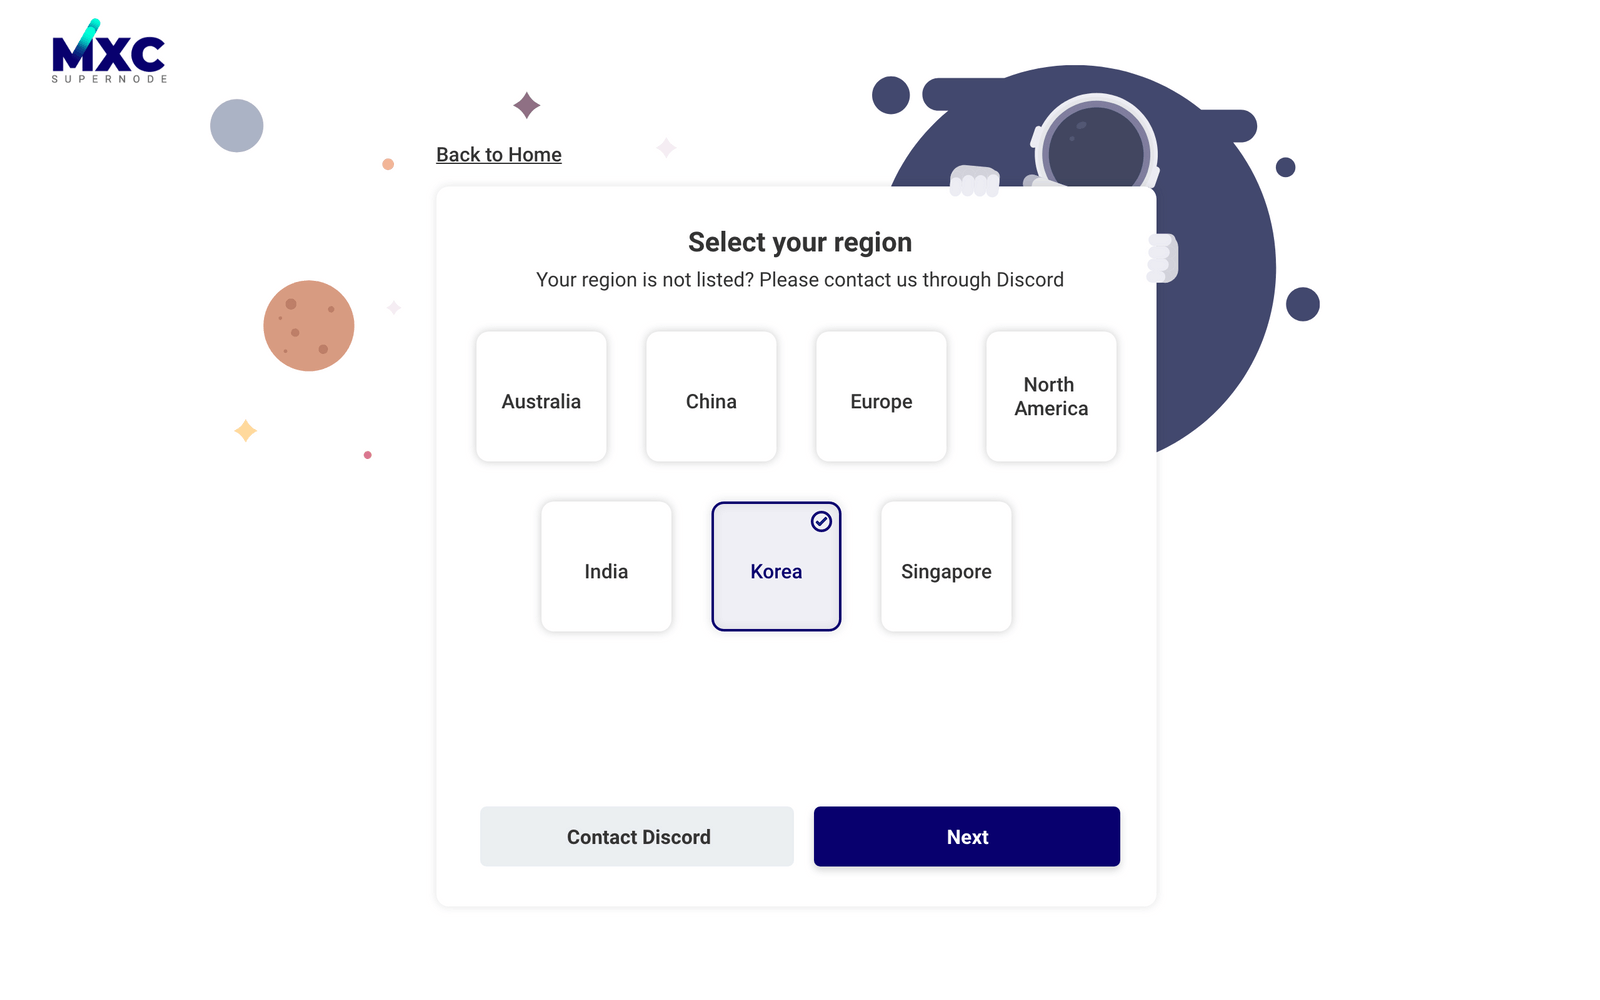 MXC
SUPERNODE
Back to Home
Select your region
Your region is not listed? Please contact us through Discord
Australia
China
Europe
North
America
India
Korea
Singapore
Contact Discord
Next